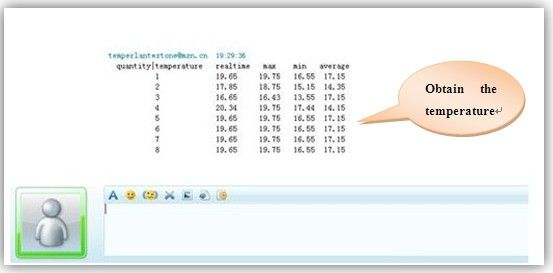 temperlantestone@msn.cn 19:29:36
quantity|temperature realtime max min average
1 19.65 19.75 16.55 17.15
2 17.85 18.75 15.15 14.35
3 16.65 16.43 13.55 17.15
4 20.34 19.75 17.44 14.15
5 19.65 19.75 16.55 17.15
6 19.65 19.75 16.55 17.15
7 19.65 19.75 16.55 17.15
8 19.65 19.75 16.55 17.15
Obtain the
temperature↵
A